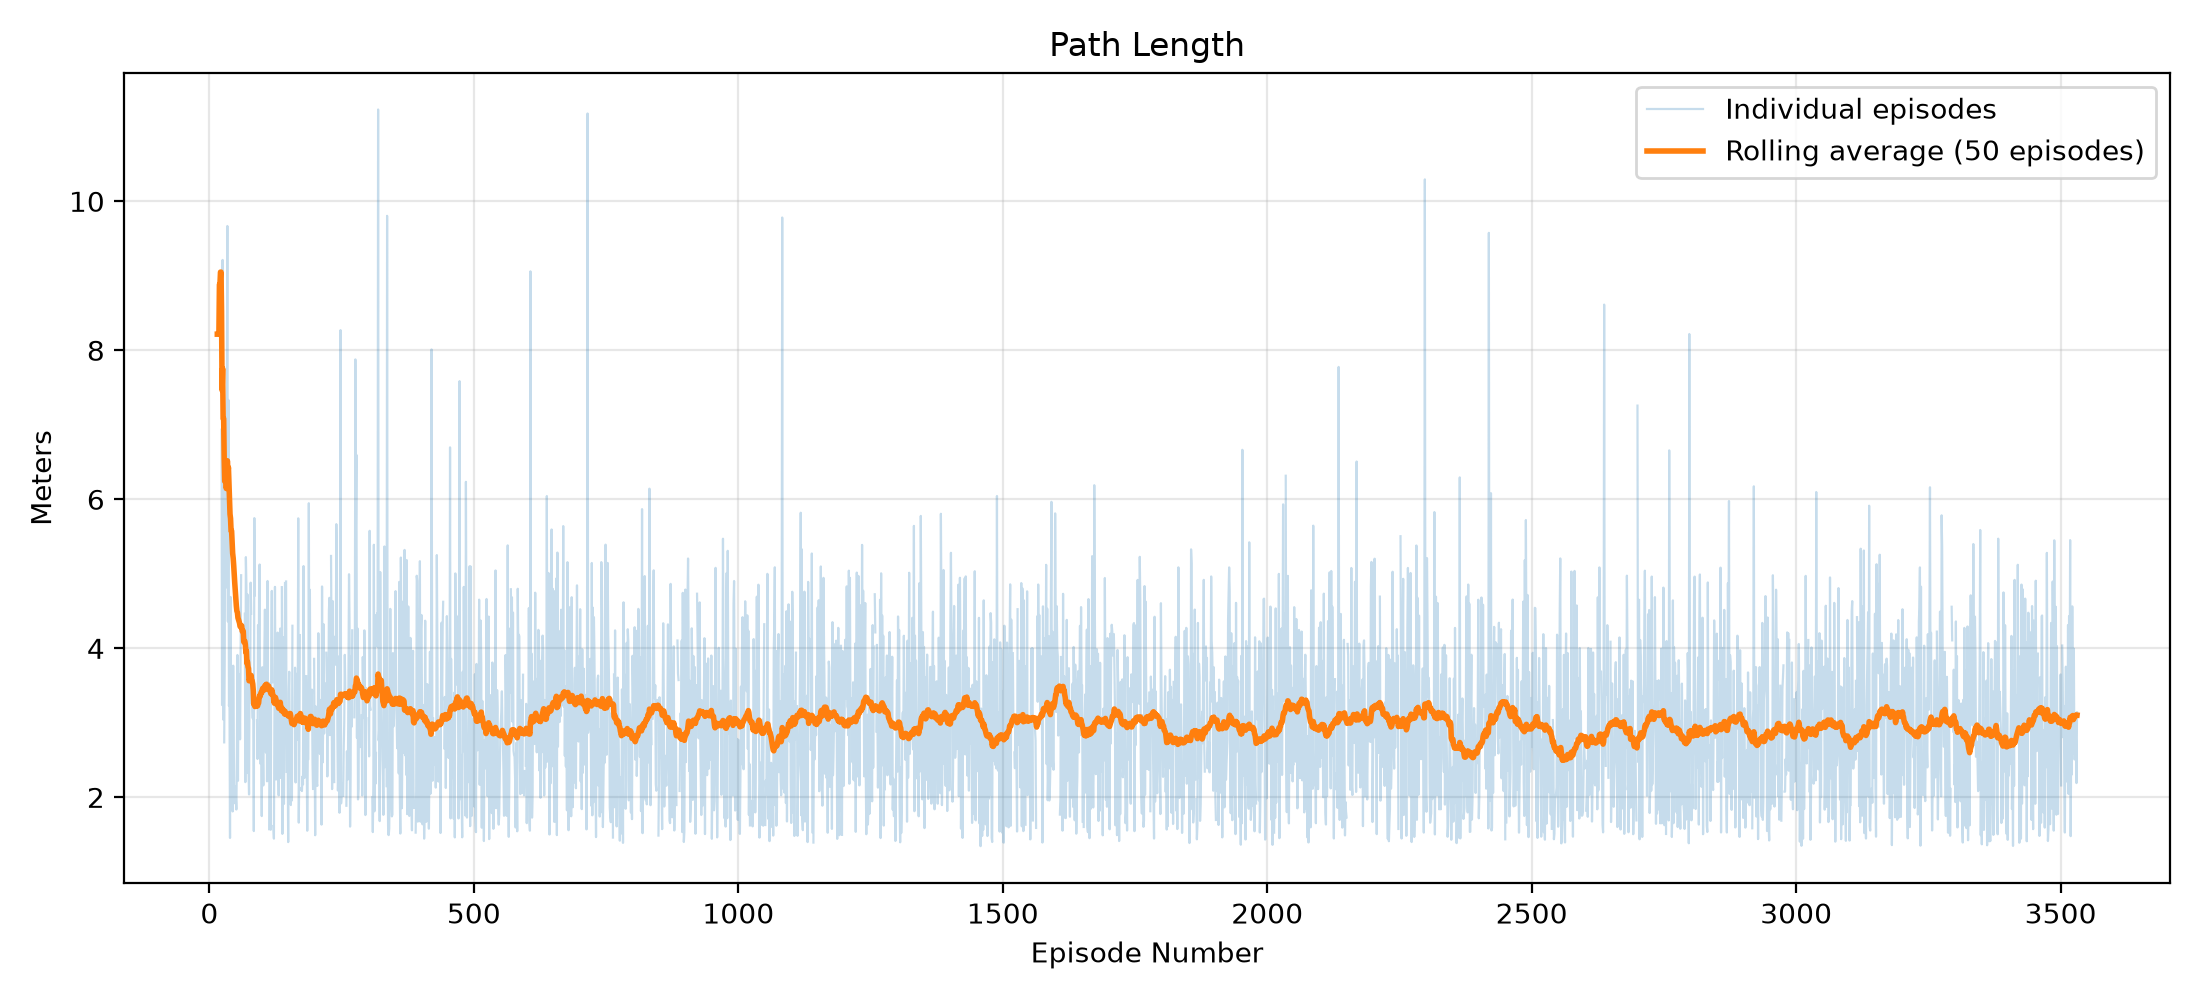 Path Length
Individual episodes
Rolling average (50 episodes)
Meters
10
8
6
4
2
0 500 1000 1500 2000 2500 3000 3500
Episode Number